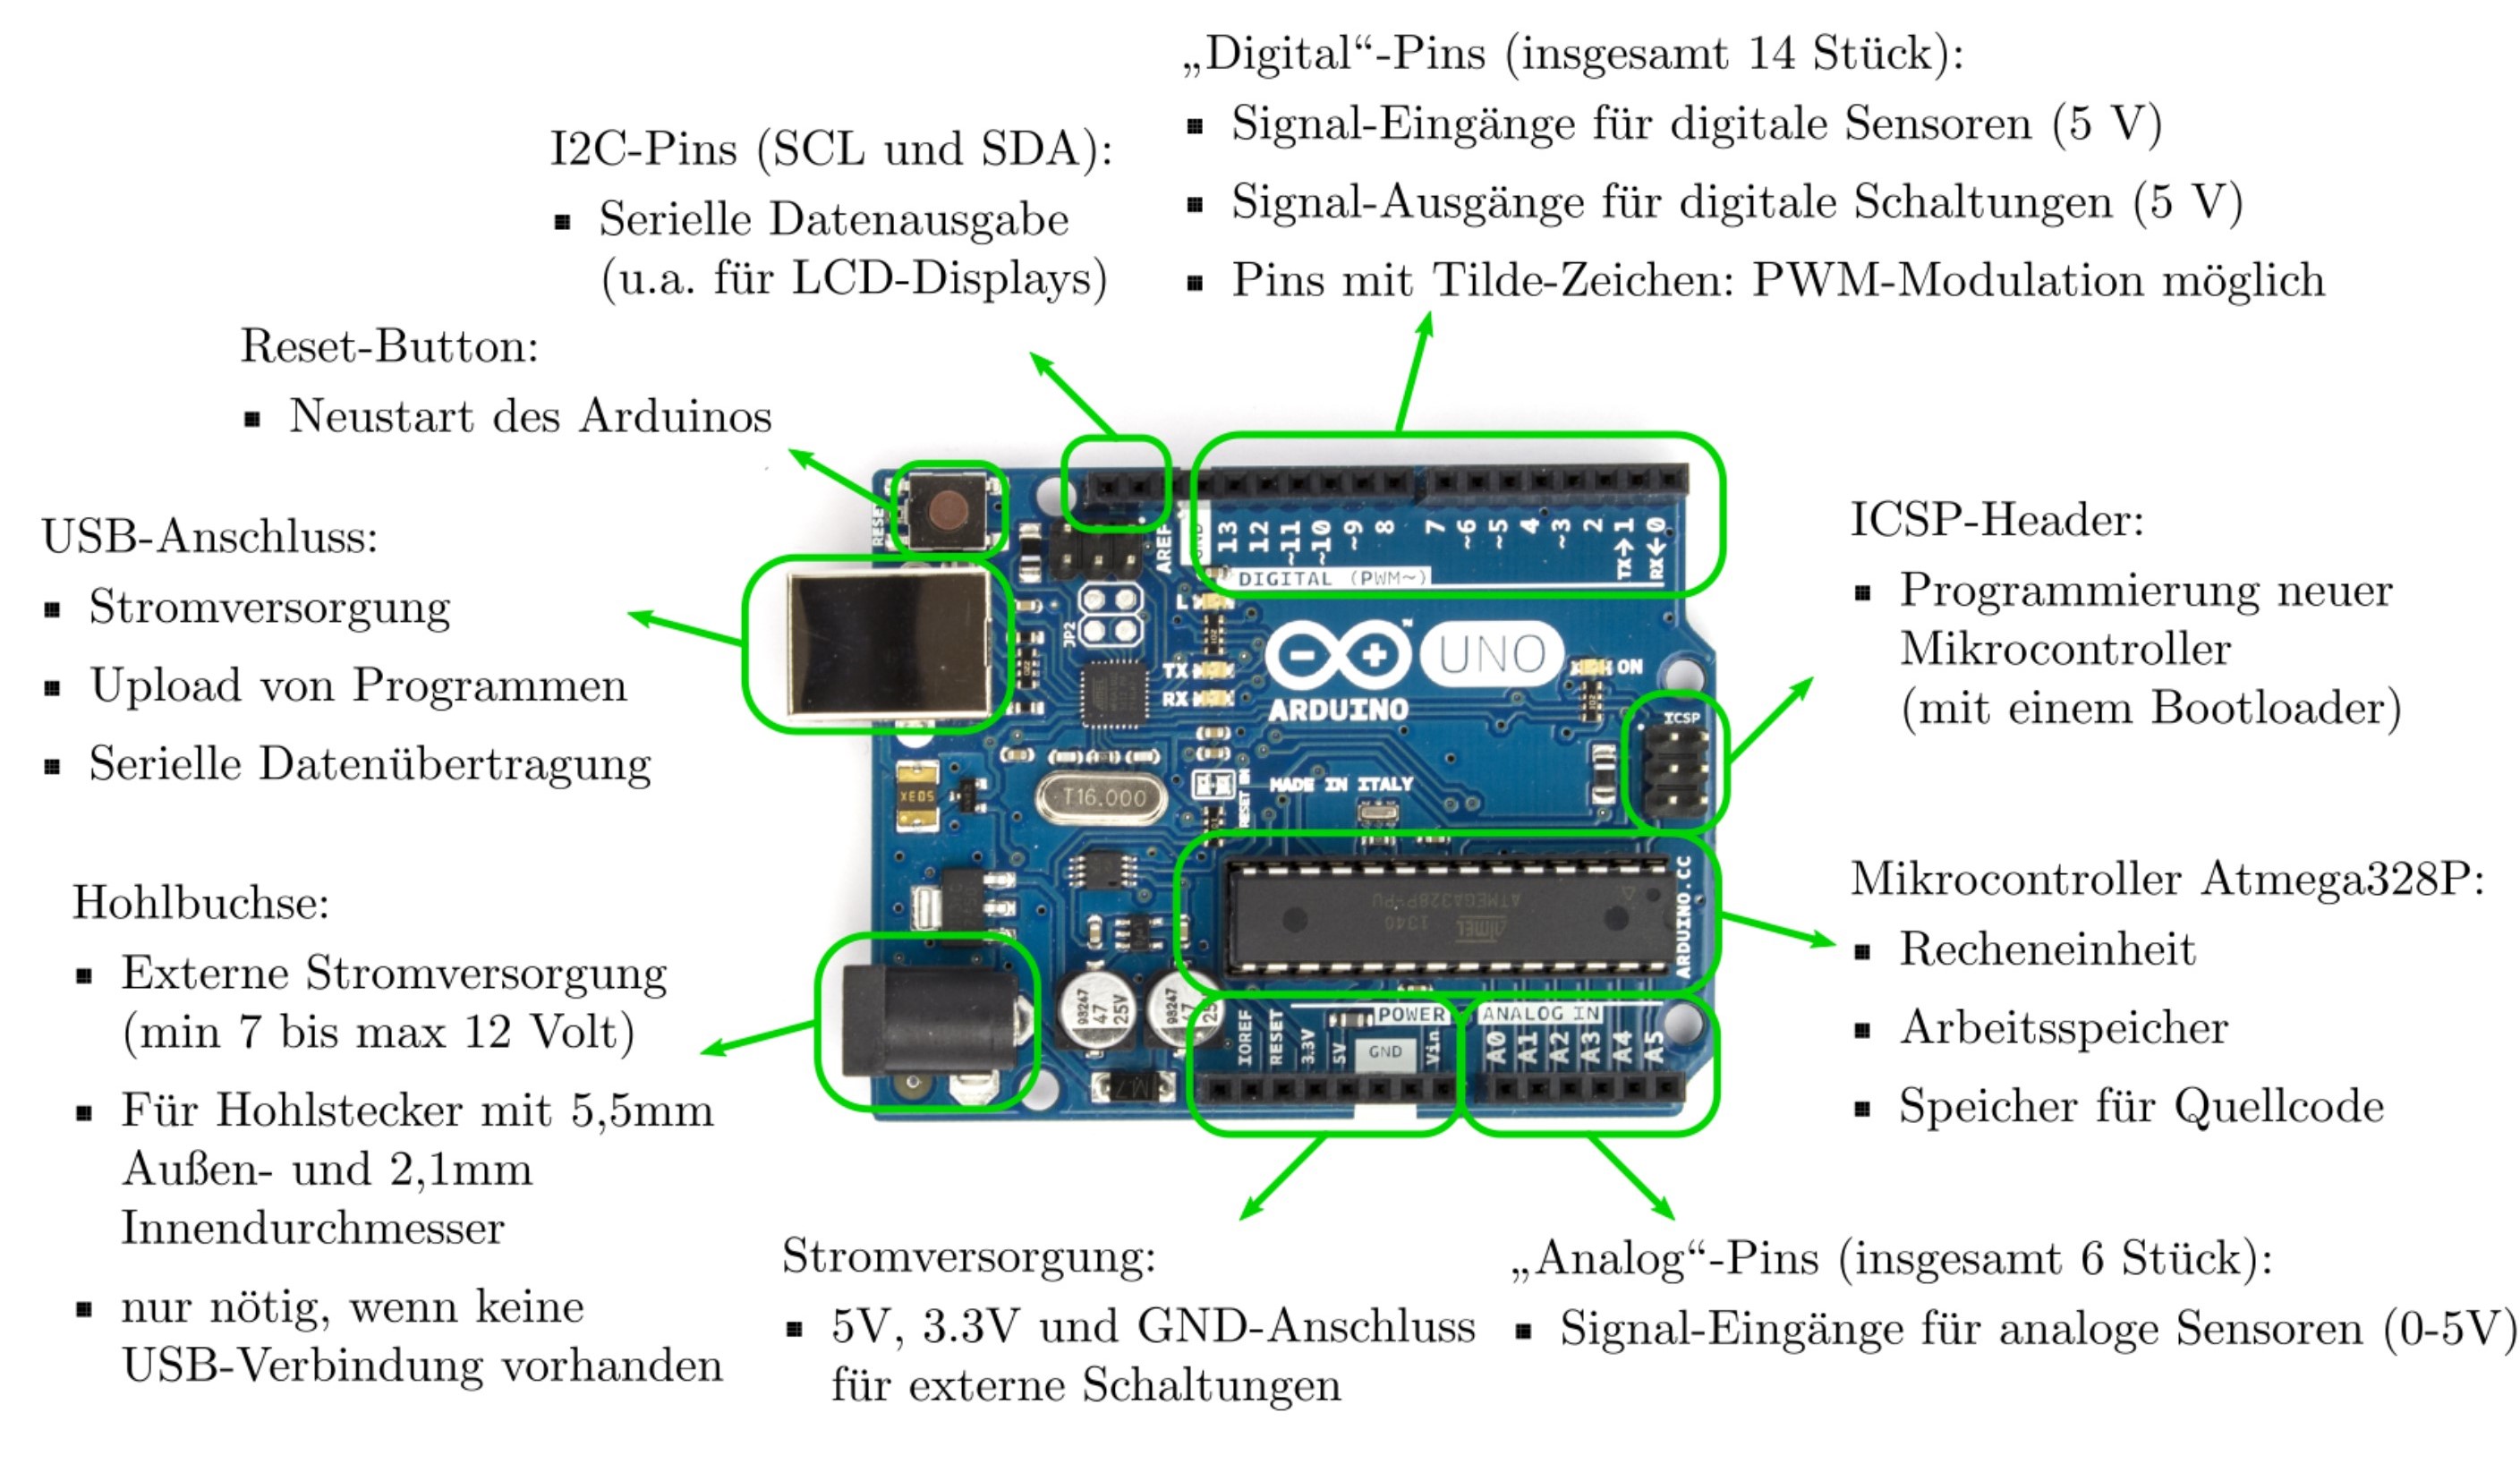 „Digital“-Pins (insgesamt 14 Stück):
▪ Signal-Eingänge für digitale Sensoren (5 V)
▪ Signal-Ausgänge für digitale Schaltungen (5 V)
▪ Pins mit Tilde-Zeichen: PWM-Modulation möglich
I2C-Pins (SCL und SDA):
▪ Serielle Datenausgabe
(u.a. für LCD-Displays)
Reset-Button:
▪ Neustart des Arduinos
USB-Anschluss:
▪ Stromversorgung
▪ Upload von Programmen
▪ Serielle Datenübertragung
Hohlbuchse:
▪ Externe Stromversorgung
(min 7 bis max 12 Volt)
▪ Für Hohlstecker mit 5,5mm
Außen- und 2,1mm
Innendurchmesser
▪ nur nötig, wenn keine
USB-Verbindung vorhanden
RESET
AREF
GND
13
12
~11
~10
~9
8
7
~6
~5
4
~3
2
TX→1
RX←0
DIGITAL (PWM~)
L
JP2
TX
RX
UNO
ON
ARDUINO
ICSP
T16.000
RESET IN
MADE IN ITALY
ARDUINO.CC
ATMEGA328P-PU
1340
ATMEL
98247
47
25V
98247
47
25V
M7
POWER
ANALOG IN
IOREF
RESET
3.3V
5V
GND
Vin
A0
A1
A2
A3
A4
A5
ICSP-Header:
▪ Programmierung neuer
Mikrocontroller
(mit einem Bootloader)
Mikrocontroller Atmega328P:
▪ Recheneinheit
▪ Arbeitsspeicher
▪ Speicher für Quellcode
Stromversorgung:
▪ 5V, 3.3V und GND-Anschluss
für externe Schaltungen
„Analog“-Pins (insgesamt 6 Stück):
▪ Signal-Eingänge für analoge Sensoren (0-5V)